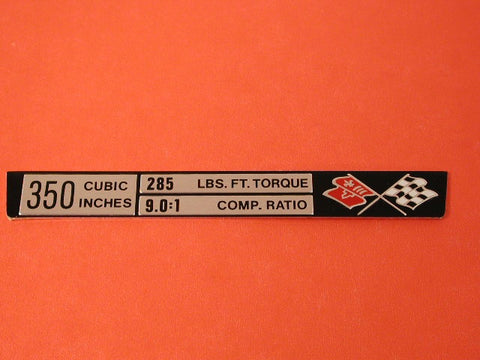 350 CUBIC INCHES
285 LBS. FT. TORQUE
9.0:1 COMP. RATIO